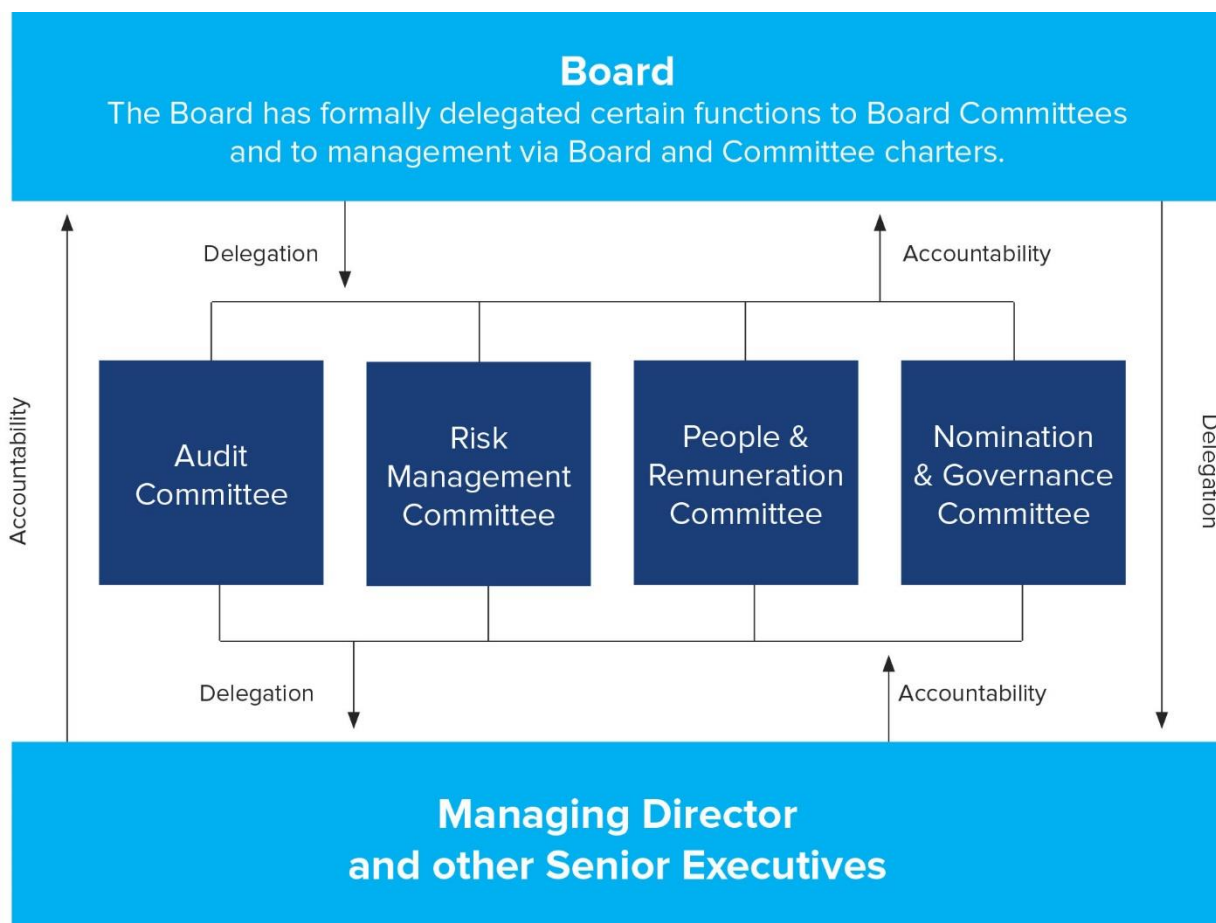 Board
The Board has formally delegated certain functions to Board Committees
and to management via Board and Committee charters.
Delegation
Accountability
Accountability
Delegation
Audit
Committee
Risk
Management
Committee
People &
Remuneration
Committee
Nomination
& Governance
Committee
Delegation
Accountability
Managing Director
and other Senior Executives